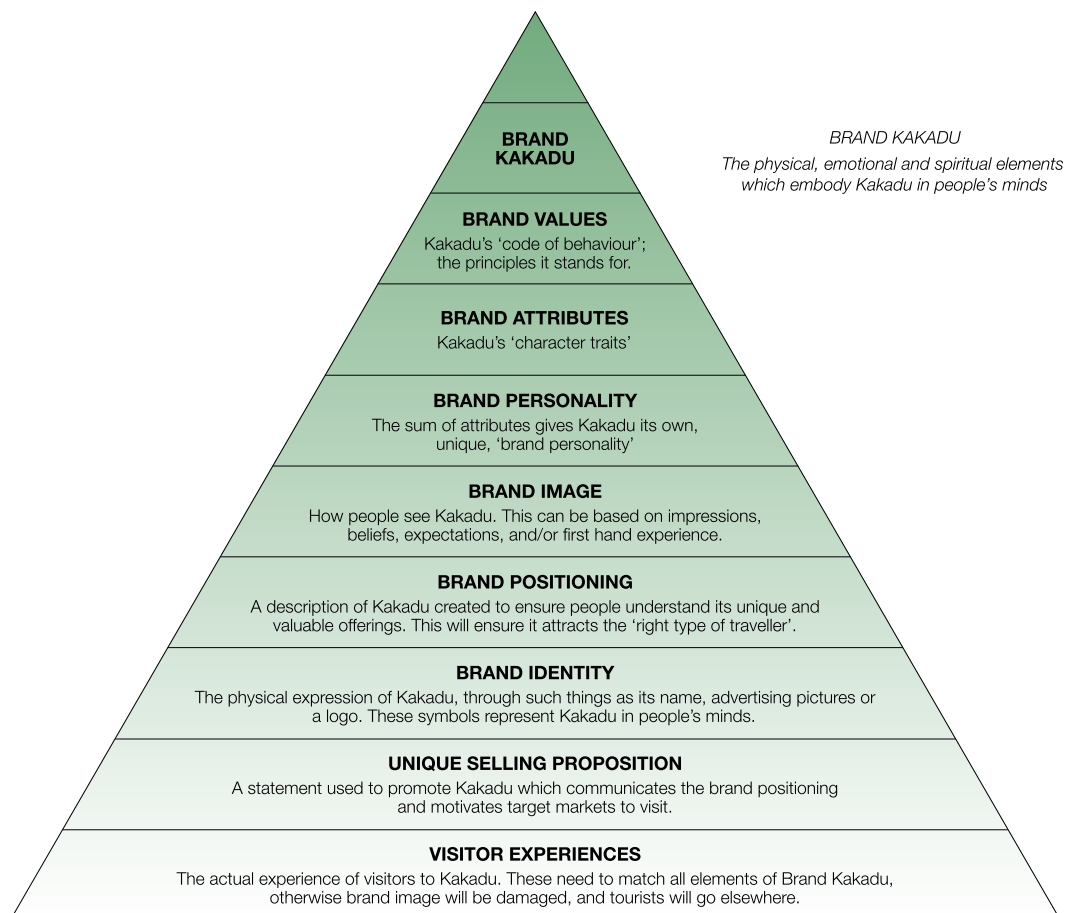 BRAND
KAKADU
BRAND KAKADU
The physical, emotional and spiritual elements
which embody Kakadu in people’s minds
BRAND VALUES
Kakadu’s ‘code of behaviour’;
the principles it stands for.
BRAND ATTRIBUTES
Kakadu’s ‘character traits’
BRAND PERSONALITY
The sum of attributes gives Kakadu its own,
unique, ‘brand personality’
BRAND IMAGE
How people see Kakadu. This can be based on impressions,
beliefs, expectations, and/or first hand experience.
BRAND POSITIONING
A description of Kakadu created to ensure people understand its unique and
valuable offerings. This will ensure it attracts the ‘right type of traveller’.
BRAND IDENTITY
The physical expression of Kakadu, through such things as its name, advertising pictures or
a logo. These symbols represent Kakadu in people’s minds.
UNIQUE SELLING PROPOSITION
A statement used to promote Kakadu which communicates the brand positioning
and motivates target markets to visit.
VISITOR EXPERIENCES
The actual experience of visitors to Kakadu. These need to match all elements of Brand Kakadu,
otherwise brand image will be damaged, and tourists will go elsewhere.